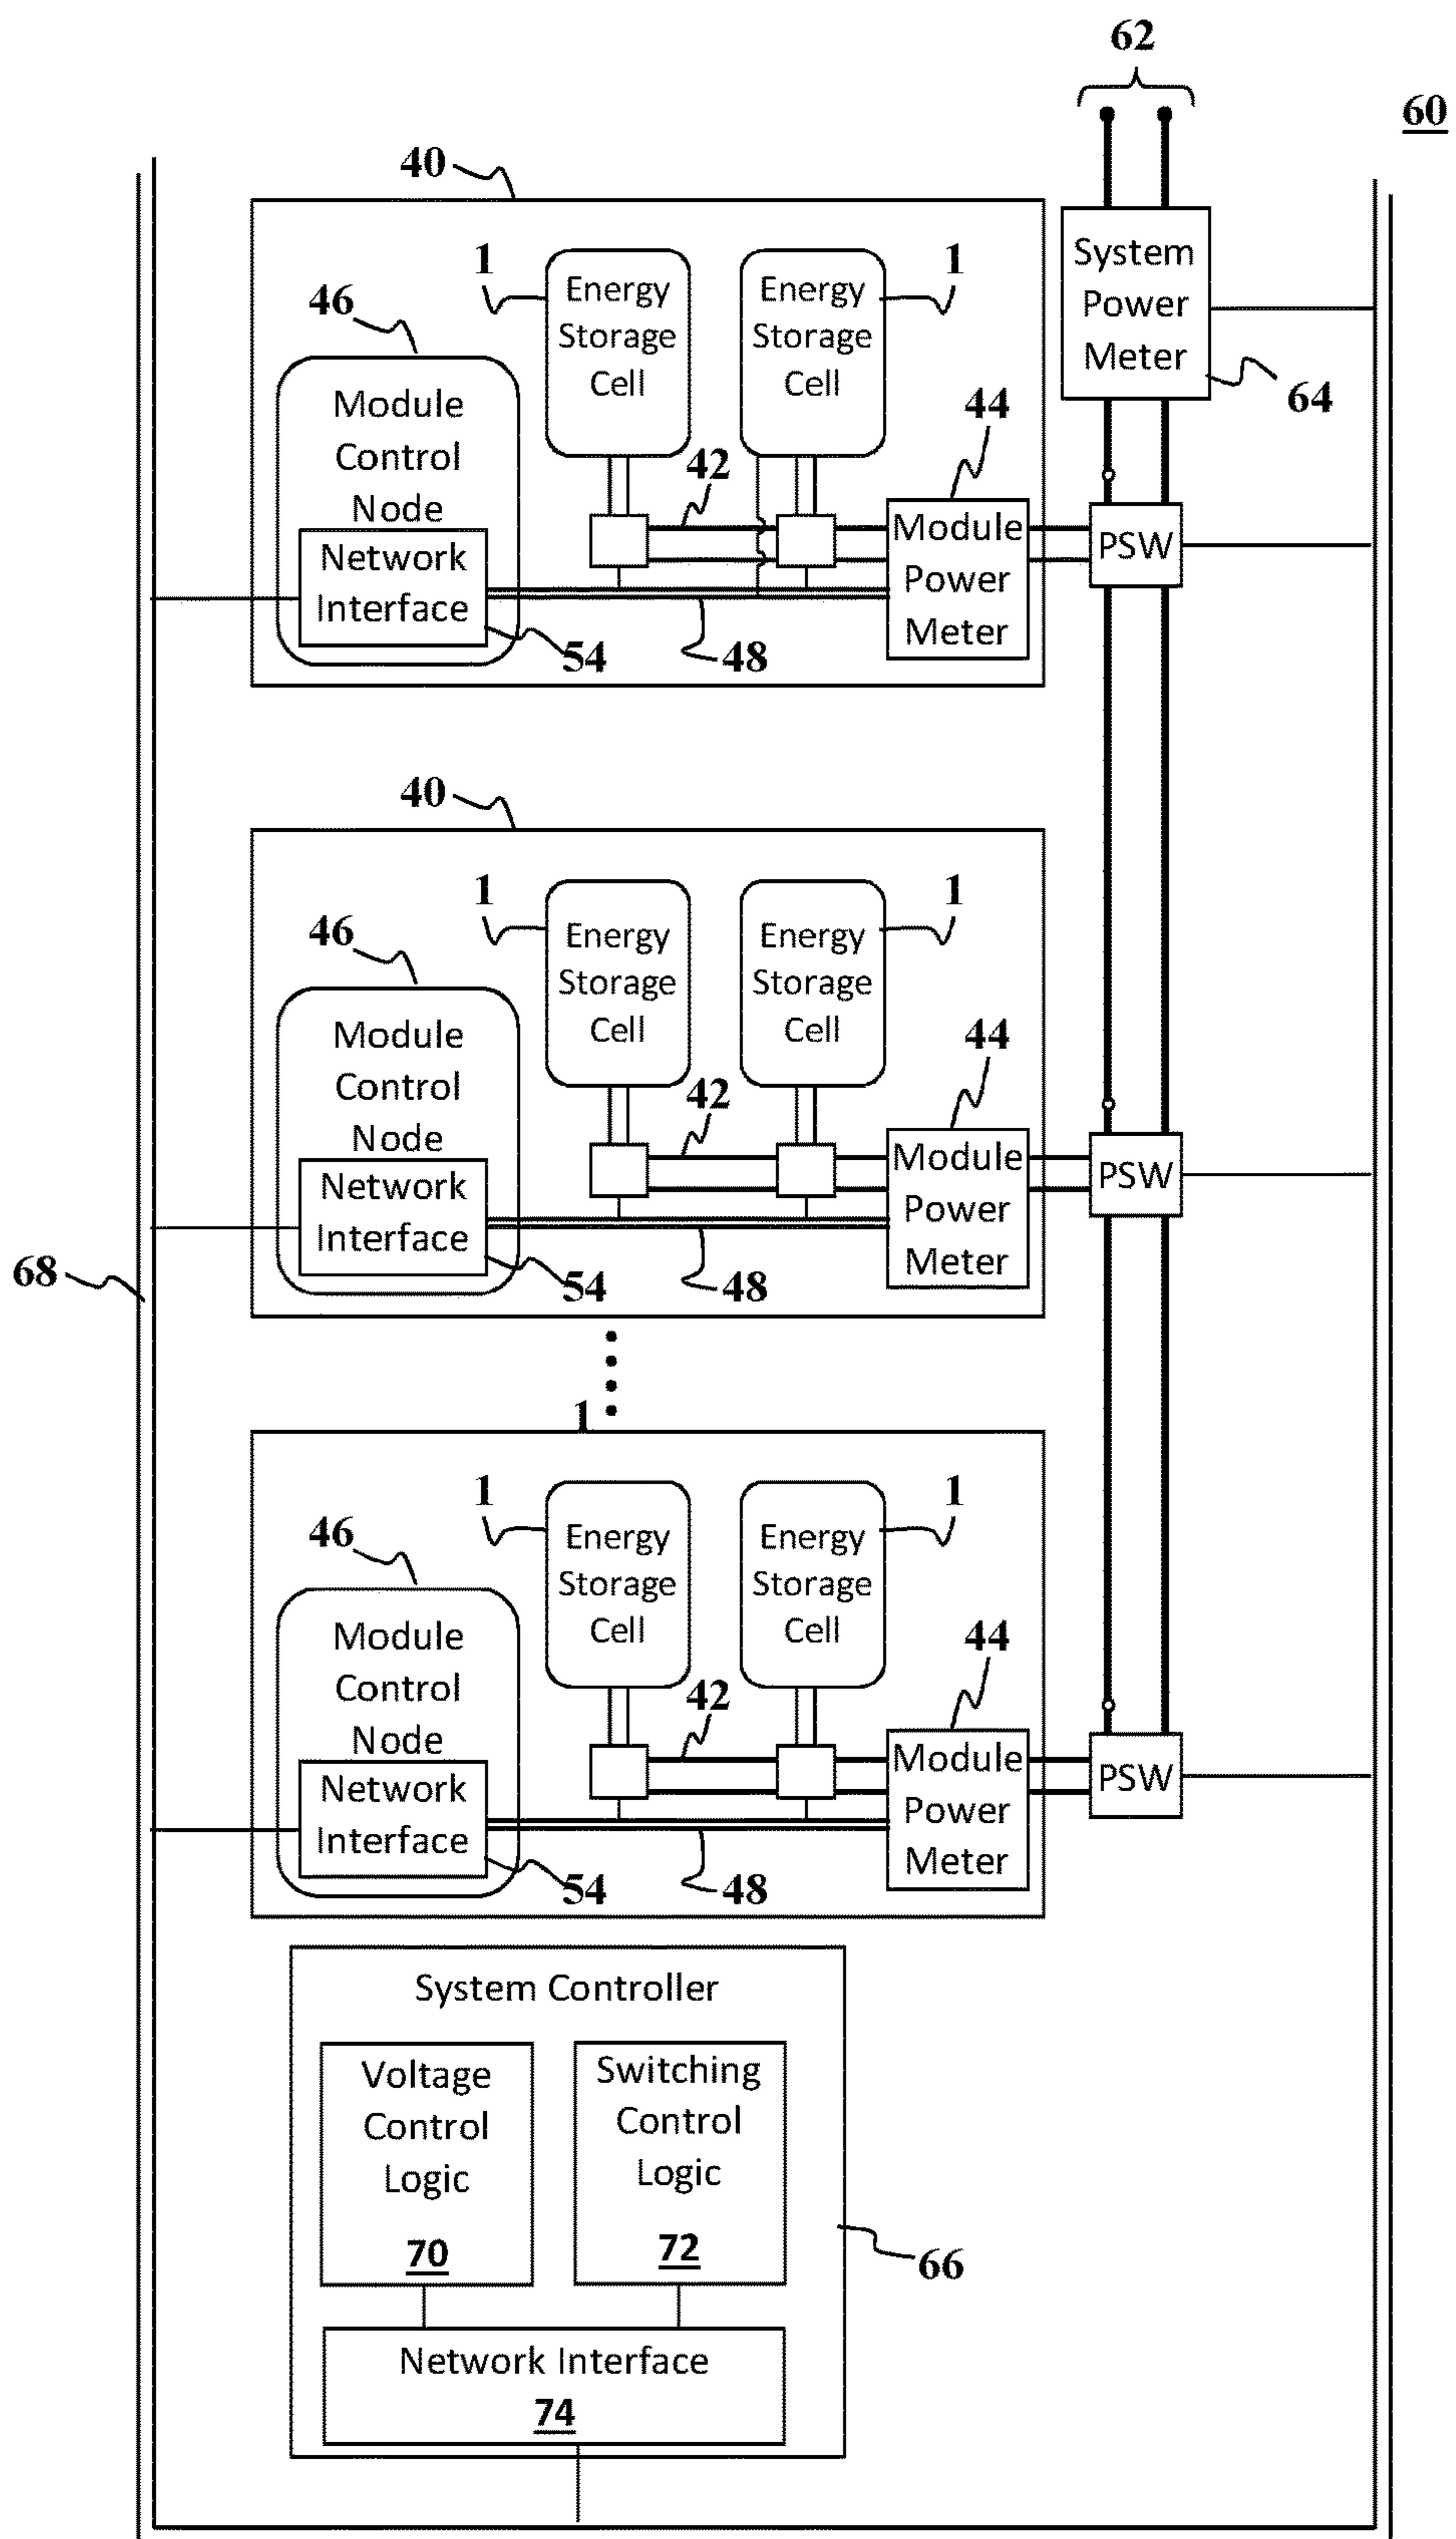 62
60
40
System
Power
Meter
64
1
Energy
Storage
Cell
Energy
Storage
Cell
1
46
Module
Control
Node
Network
Interface
54
42
44
Module
Power
Meter
PSW
48
40
1
Energy
Storage
Cell
Energy
Storage
Cell
1
46
Module
Control
Node
Network
Interface
54
42
44
Module
Power
Meter
PSW
48
68
1
1
Energy
Storage
Cell
Energy
Storage
Cell
1
46
Module
Control
Node
Network
Interface
54
42
44
Module
Power
Meter
PSW
48
System Controller
Voltage
Control
Logic
70
Switching
Control
Logic
72
66
Network Interface
74